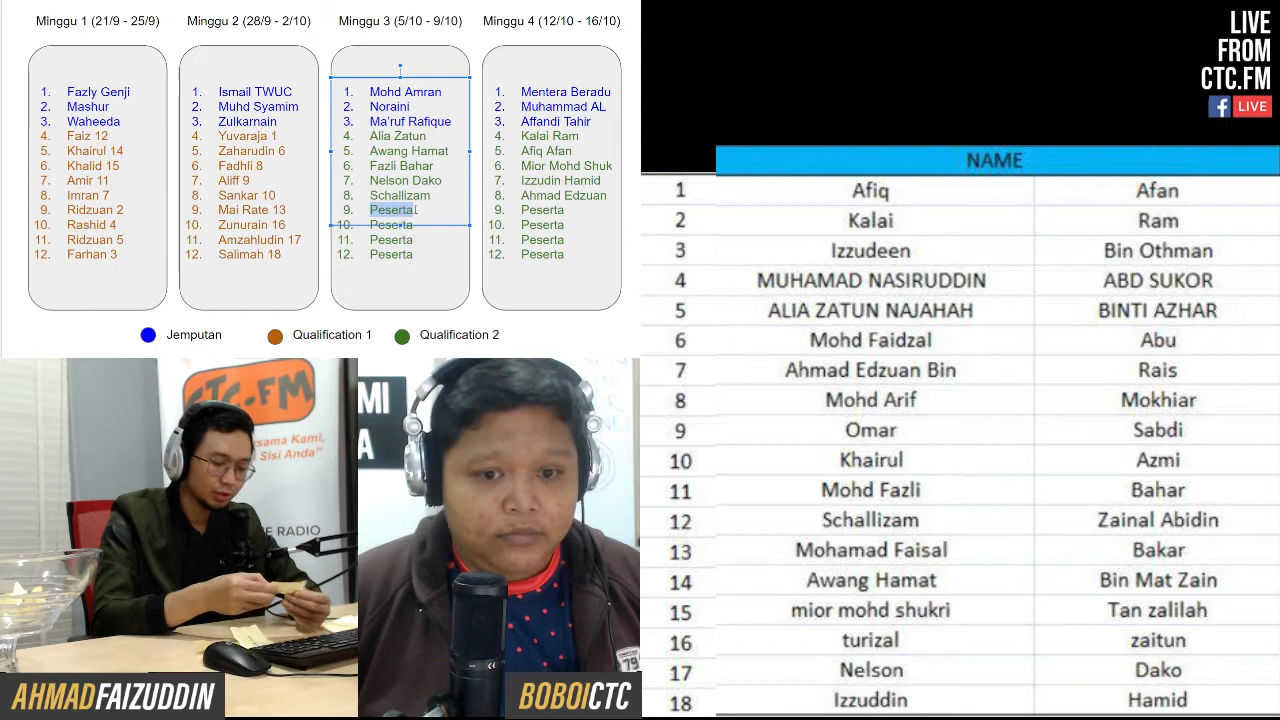 Minggu 1 (21/9 - 25/9)
1. Fazly Genji
2. Mashur
3. Waheeda
4. Faiz 12
5. Khairul 14
6. Khalid 15
7. Amir 11
8. Imran 7
9. Ridzuan 2
10. Rashid 4
11. Ridzuan 5
12. Farhan 3
Minggu 2 (28/9 - 2/10)
1. Ismail TWUC
2. Muhd Syamim
3. Zulkarnain
4. Yuvaraja 1
5. Zaharudin 6
6. Fadhli 8
7. Aliff 9
8. Sankar 10
9. Mai Rate 13
10. Zunurain 16
11. Amzahludin 17
12. Salimah 18
Minggu 3 (5/10 - 9/10)
1. Mohd Amran
2. Noraini
3. Ma'ruf Rafique
4. Alia Zatun
5. Awang Hamat
6. Fazli Bahar
7. Nelson Dako
8. Schallizam
9. Peserta
10. Peserta
11. Peserta
12. Peserta
Minggu 4 (12/10 - 16/10)
1. Mentera Beradu
2. Muhammad AL
3. Affandi Tahir
4. Kalai Ram
5. Afiq Afan
6. Mior Mohd Shuk
7. Izzudin Hamid
8. Ahmad Edzuan
9. Peserta
10. Peserta
11. Peserta
12. Peserta
Jemputan Qualification 1 Qualification 2
LIVE
FROM
CTC.FM
f LIVE
NAME
1 Afiq Afan
2 Kalai Ram
3 Izzudeen Bin Othman
4 MUHAMAD NASIRUDDIN ABD SUKOR
5 ALIA ZATUN NAJAHAH BINTI AZHAR
6 Mohd Faidzal Abu
7 Ahmad Edzuan Bin Rais
8 Mohd Arif Mokhiar
9 Omar Sabdi
10 Khairul Azmi
11 Mohd Fazli Bahar
12 Schallizam Zainal Abidin
13 Mohamad Faisal Bakar
14 Awang Hamat Bin Mat Zain
15 mior mohd shukri Tan zalilah
16 turizal zaitun
17 Nelson Dako
18 Izzuddin Hamid
CTC.FM
sama Kami,
Sisi Anda"
E RADIO
AHMADFAIZUDDIN
MI
A
79
BOBOICTC